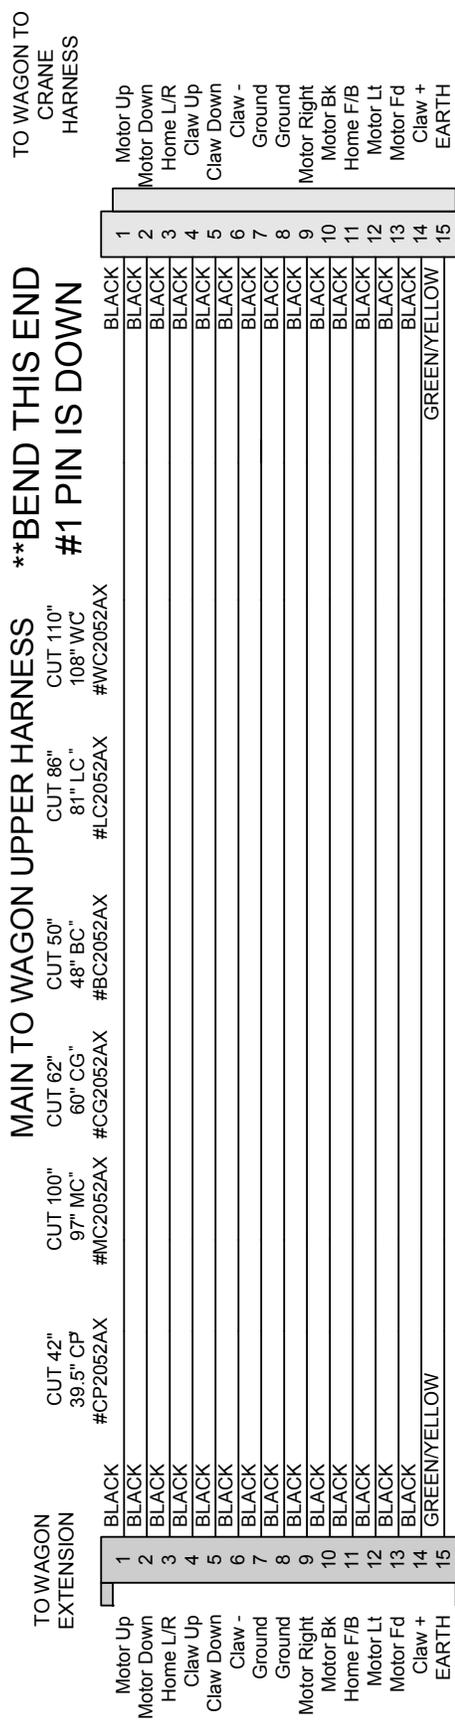 MAIN TO WAGON UPPER HARNESS
**BEND THIS END
#1 PIN IS DOWN
TO WAGON
EXTENSION
CUT 42"
39.5" CP"
#CP2052AX
CUT 100"
97" MC"
#MC2052AX
CUT 62"
60" CG"
#CG2052AX
CUT 50"
48" BC"
#BC2052AX
CUT 86"
81" LC "
#LC2052AX
CUT 110"
108" WC"
#WC2052AX
TO WAGON TO
CRANE
HARNESS
Motor Up 1 BLACK BLACK 1 Motor Up
Motor Down 2 BLACK BLACK 2 Motor Down
Home L/R 3 BLACK BLACK 3 Home L/R
Claw Up 4 BLACK BLACK 4 Claw Up
Claw Down 5 BLACK BLACK 5 Claw Down
Claw - 6 BLACK BLACK 6 Claw -
Ground 7 BLACK BLACK 7 Ground
Ground 8 BLACK BLACK 8 Ground
Motor Right 9 BLACK BLACK 9 Motor Right
Motor Bk 10 BLACK BLACK 10 Motor Bk
Home F/B 11 BLACK BLACK 11 Home F/B
Motor Lt 12 BLACK BLACK 12 Motor Lt
Motor Fd 13 BLACK BLACK 13 Motor Fd
Claw + 14 BLACK BLACK 14 Claw +
EARTH 15 GREEN/YELLOW GREEN/YELLOW 15 EARTH